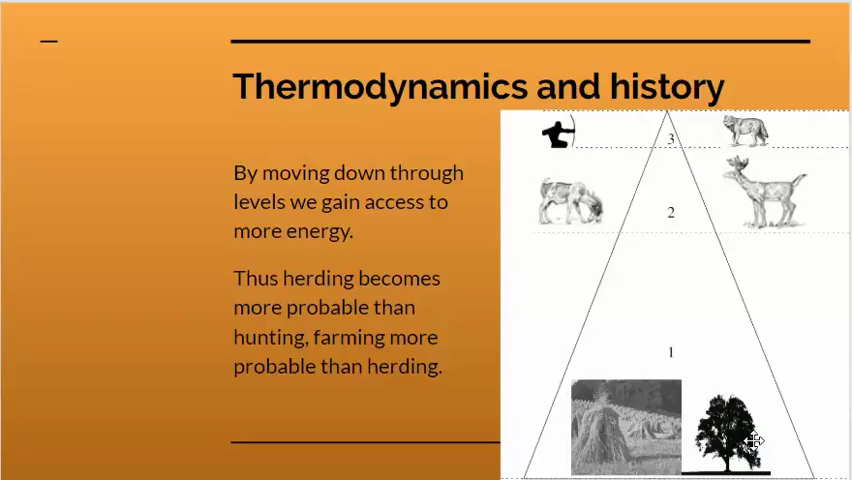 Thermodynamics and history
By moving down through
levels we gain access to
more energy.
Thus herding becomes
more probable than
hunting, farming more
probable than herding.
3
2
1